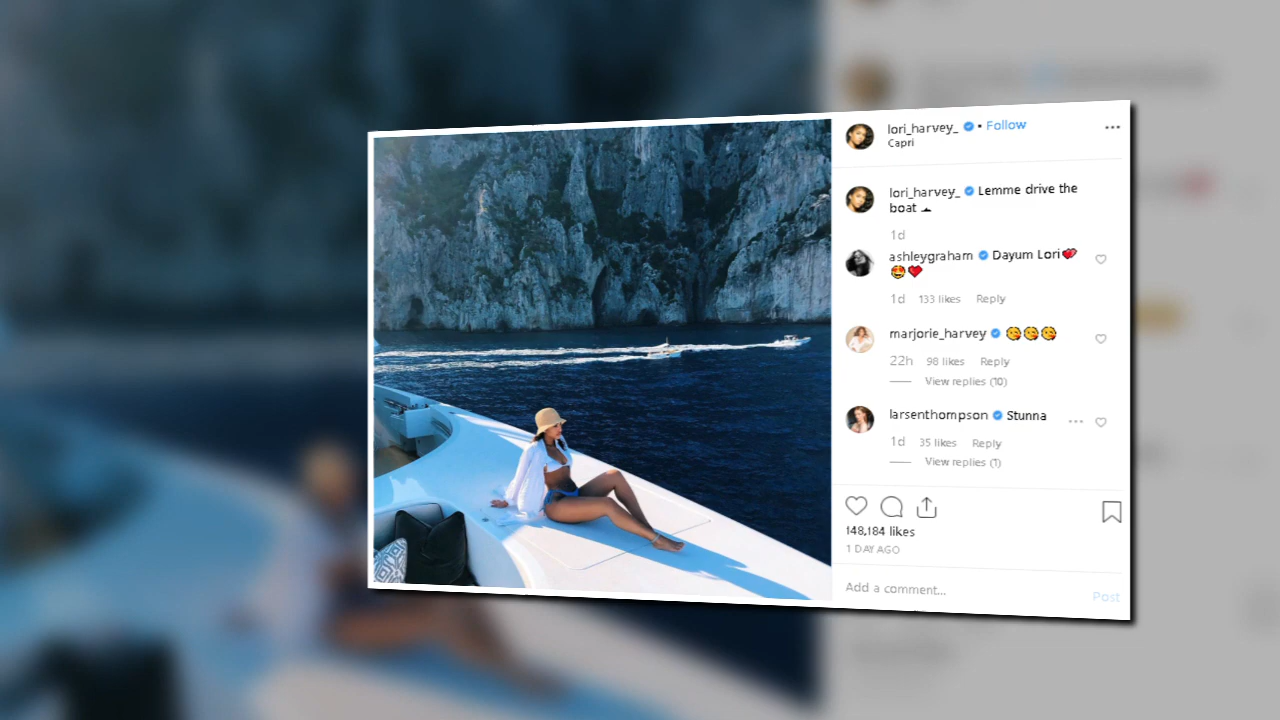 lori_harvey_ • Follow
Capri
lori_harvey_ Lemme drive the
boat
1d
ashleygraham Dayum Lori💕
😍❤️
1d 133 likes Reply
marjorie_harvey 😘😘😘
22h 98 likes Reply
View replies (10)
larsenthompson Stunna
1d 35 likes Reply
View replies (1)
148,184 likes
1 DAY AGO
Add a comment...
Post